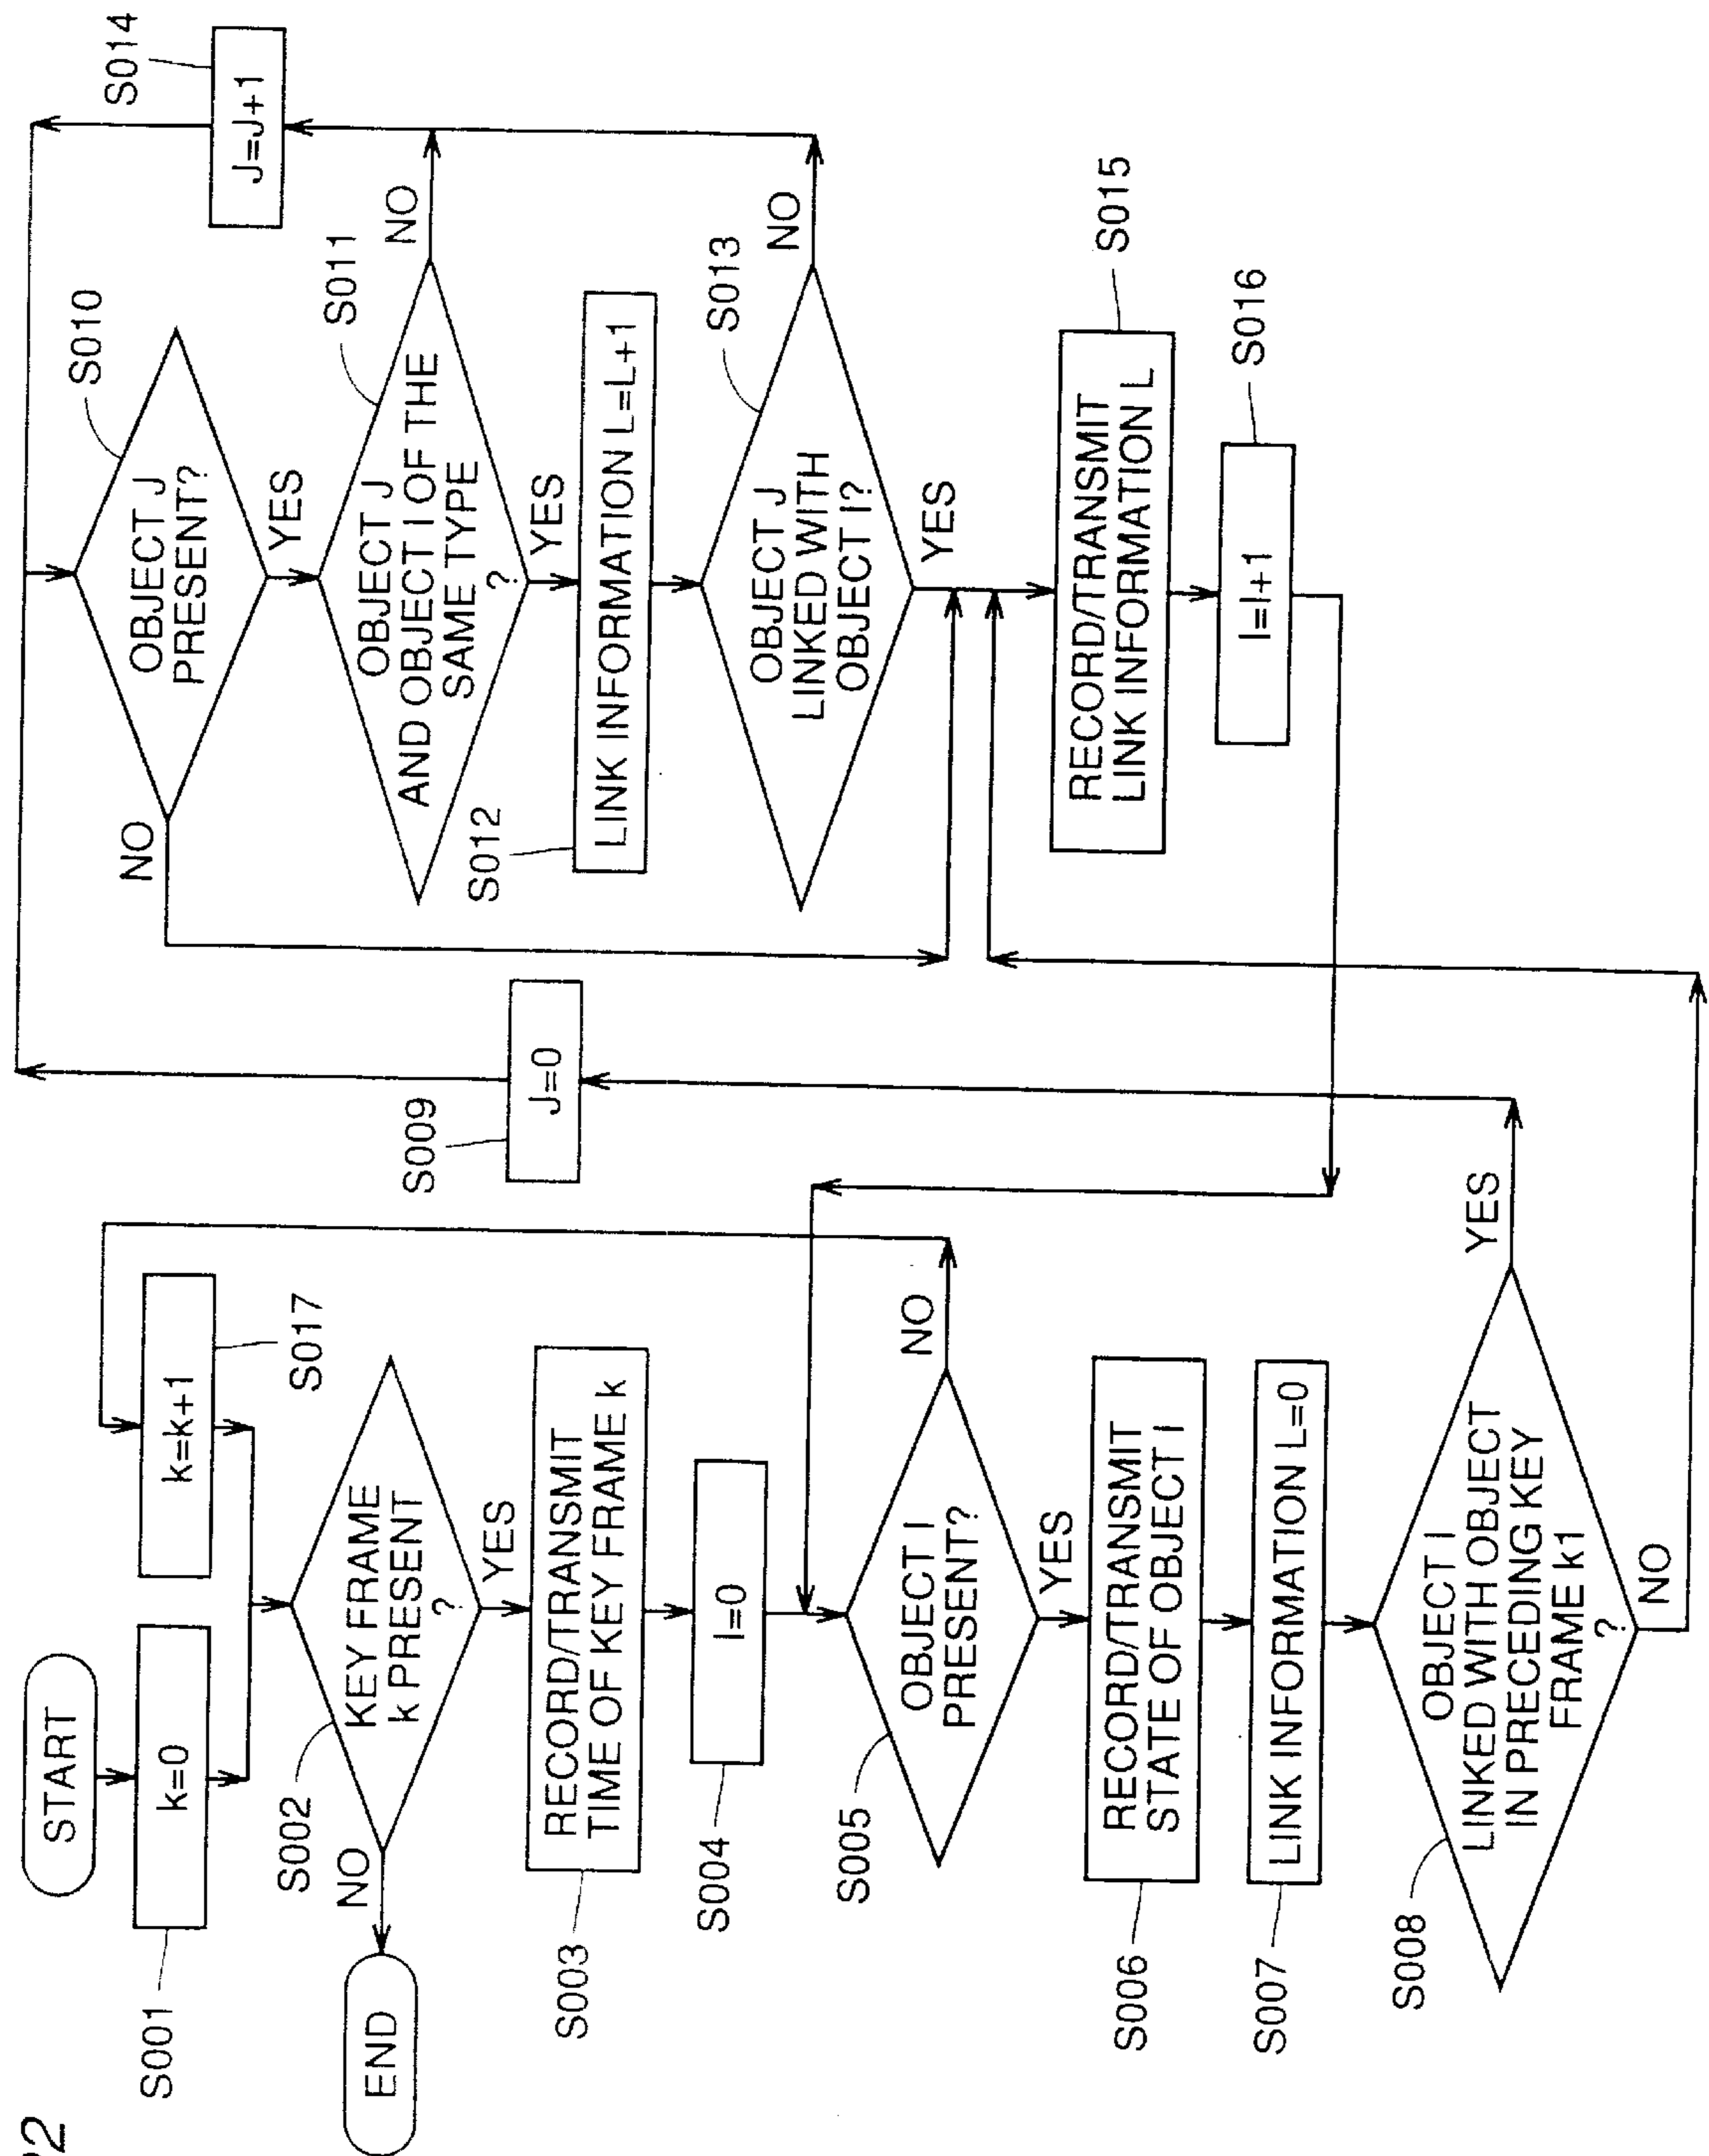 22
START
S001
k=0
k=k+1
S017
S002
KEY FRAME
k PRESENT
?
NO
END
YES
S003
RECORD/TRANSMIT
TIME OF KEY FRAME k
S004
I=0
S005
OBJECT I
PRESENT?
NO
YES
S006
RECORD/TRANSMIT
STATE OF OBJECT I
S007
LINK INFORMATION L=0
S008
OBJECT I
LINKED WITH OBJECT
IN PRECEDING KEY
FRAME k1
?
YES
NO
S009
J=0
S010
OBJECT J
PRESENT?
NO
YES
S011
OBJECT J
AND OBJECT I OF THE
SAME TYPE
?
NO
YES
S012
LINK INFORMATION L=L+1
S013
OBJECT J
LINKED WITH
OBJECT I?
NO
YES
S014
J=J+1
S015
RECORD/TRANSMIT
LINK INFORMATION L
S016
I=I+1